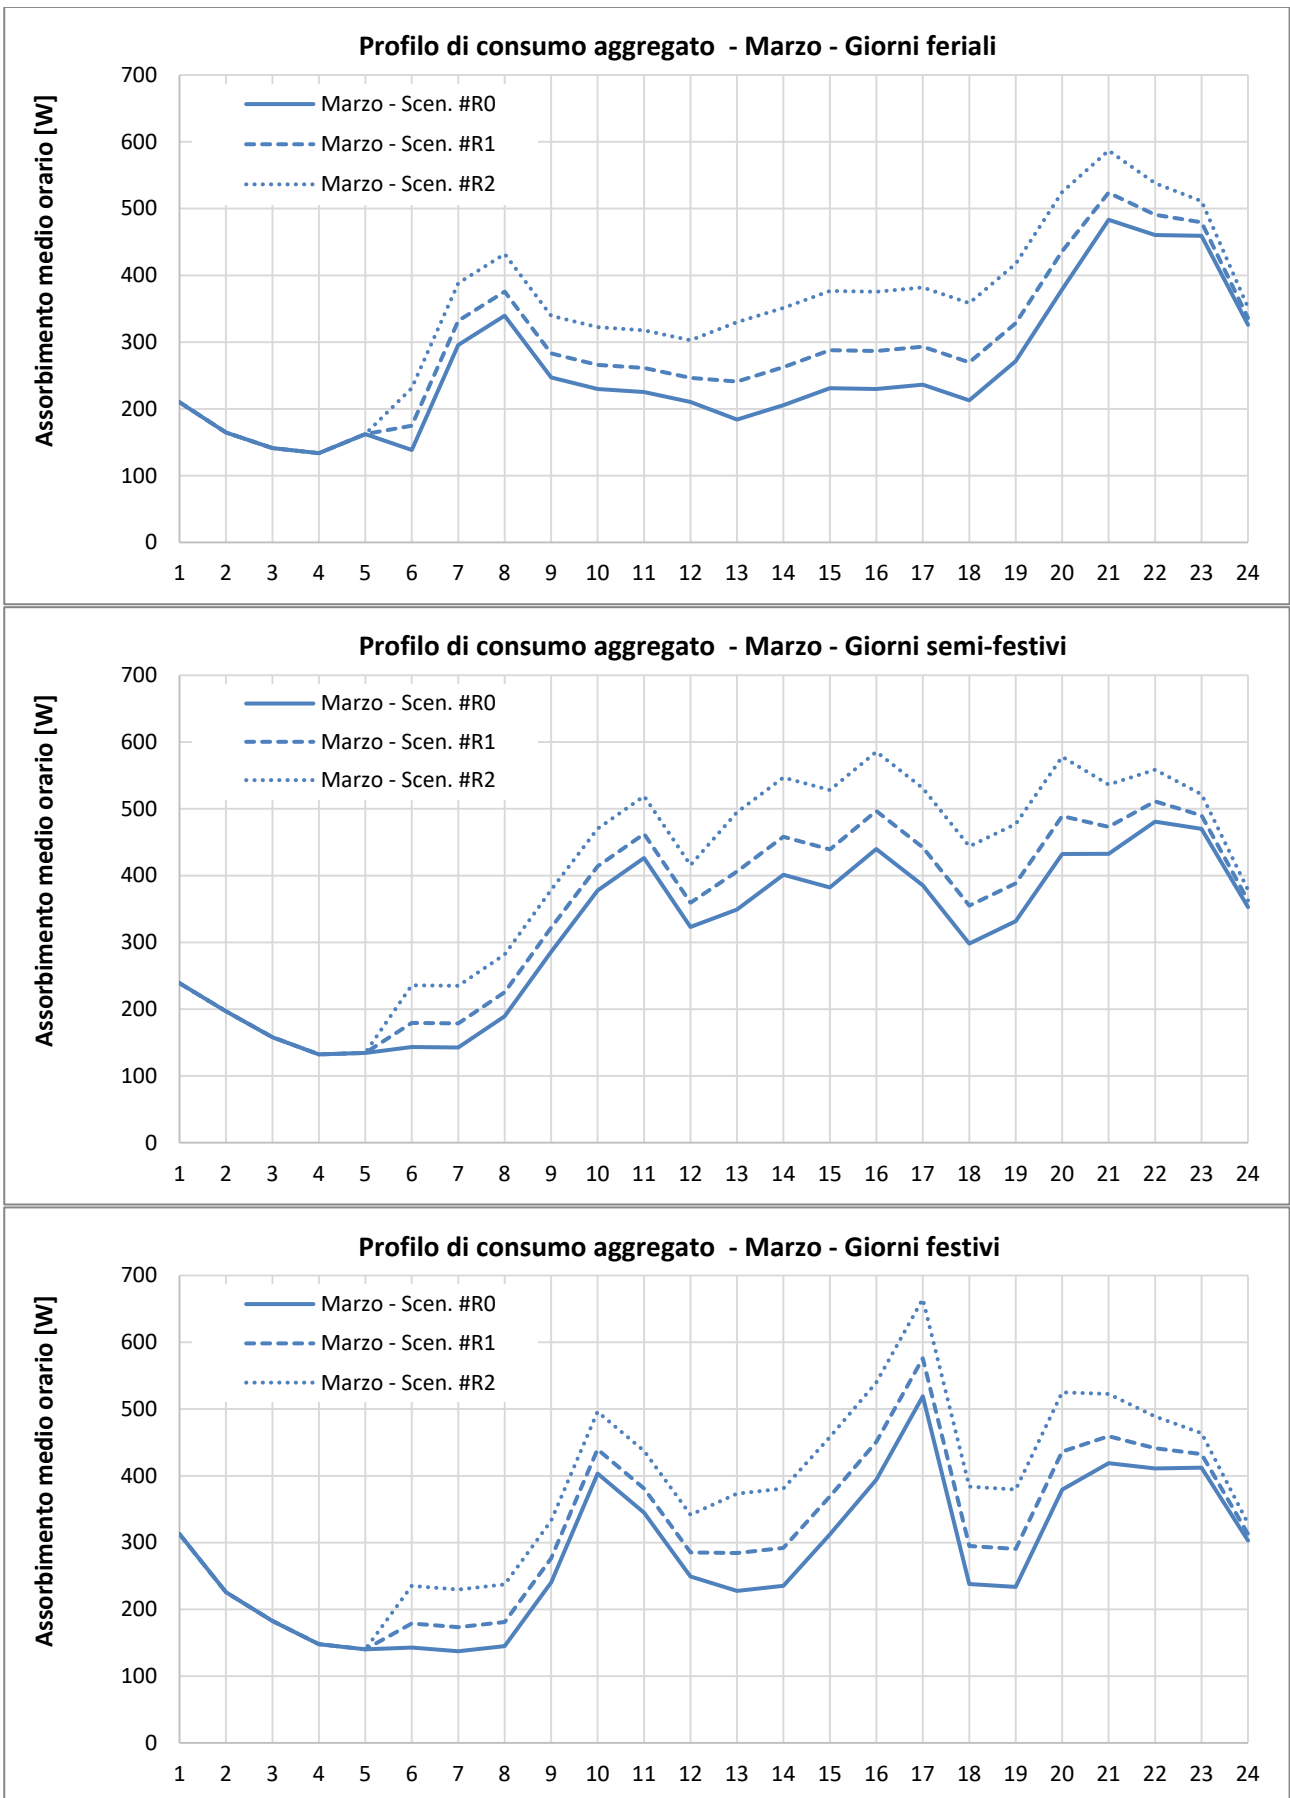 Profilo di consumo aggregato - Marzo - Giorni feriali
Assorbimento medio orario [W]
700
600
500
400
300
200
100
0
Marzo - Scen. #R0
Marzo - Scen. #R1
Marzo - Scen. #R2
1 2 3 4 5 6 7 8 9 10 11 12 13 14 15 16 17 18 19 20 21 22 23 24
Profilo di consumo aggregato - Marzo - Giorni semi-festivi
Assorbimento medio orario [W]
700
600
500
400
300
200
100
0
Marzo - Scen. #R0
Marzo - Scen. #R1
Marzo - Scen. #R2
1 2 3 4 5 6 7 8 9 10 11 12 13 14 15 16 17 18 19 20 21 22 23 24
Profilo di consumo aggregato - Marzo - Giorni festivi
Assorbimento medio orario [W]
700
600
500
400
300
200
100
0
Marzo - Scen. #R0
Marzo - Scen. #R1
Marzo - Scen. #R2
1 2 3 4 5 6 7 8 9 10 11 12 13 14 15 16 17 18 19 20 21 22 23 24